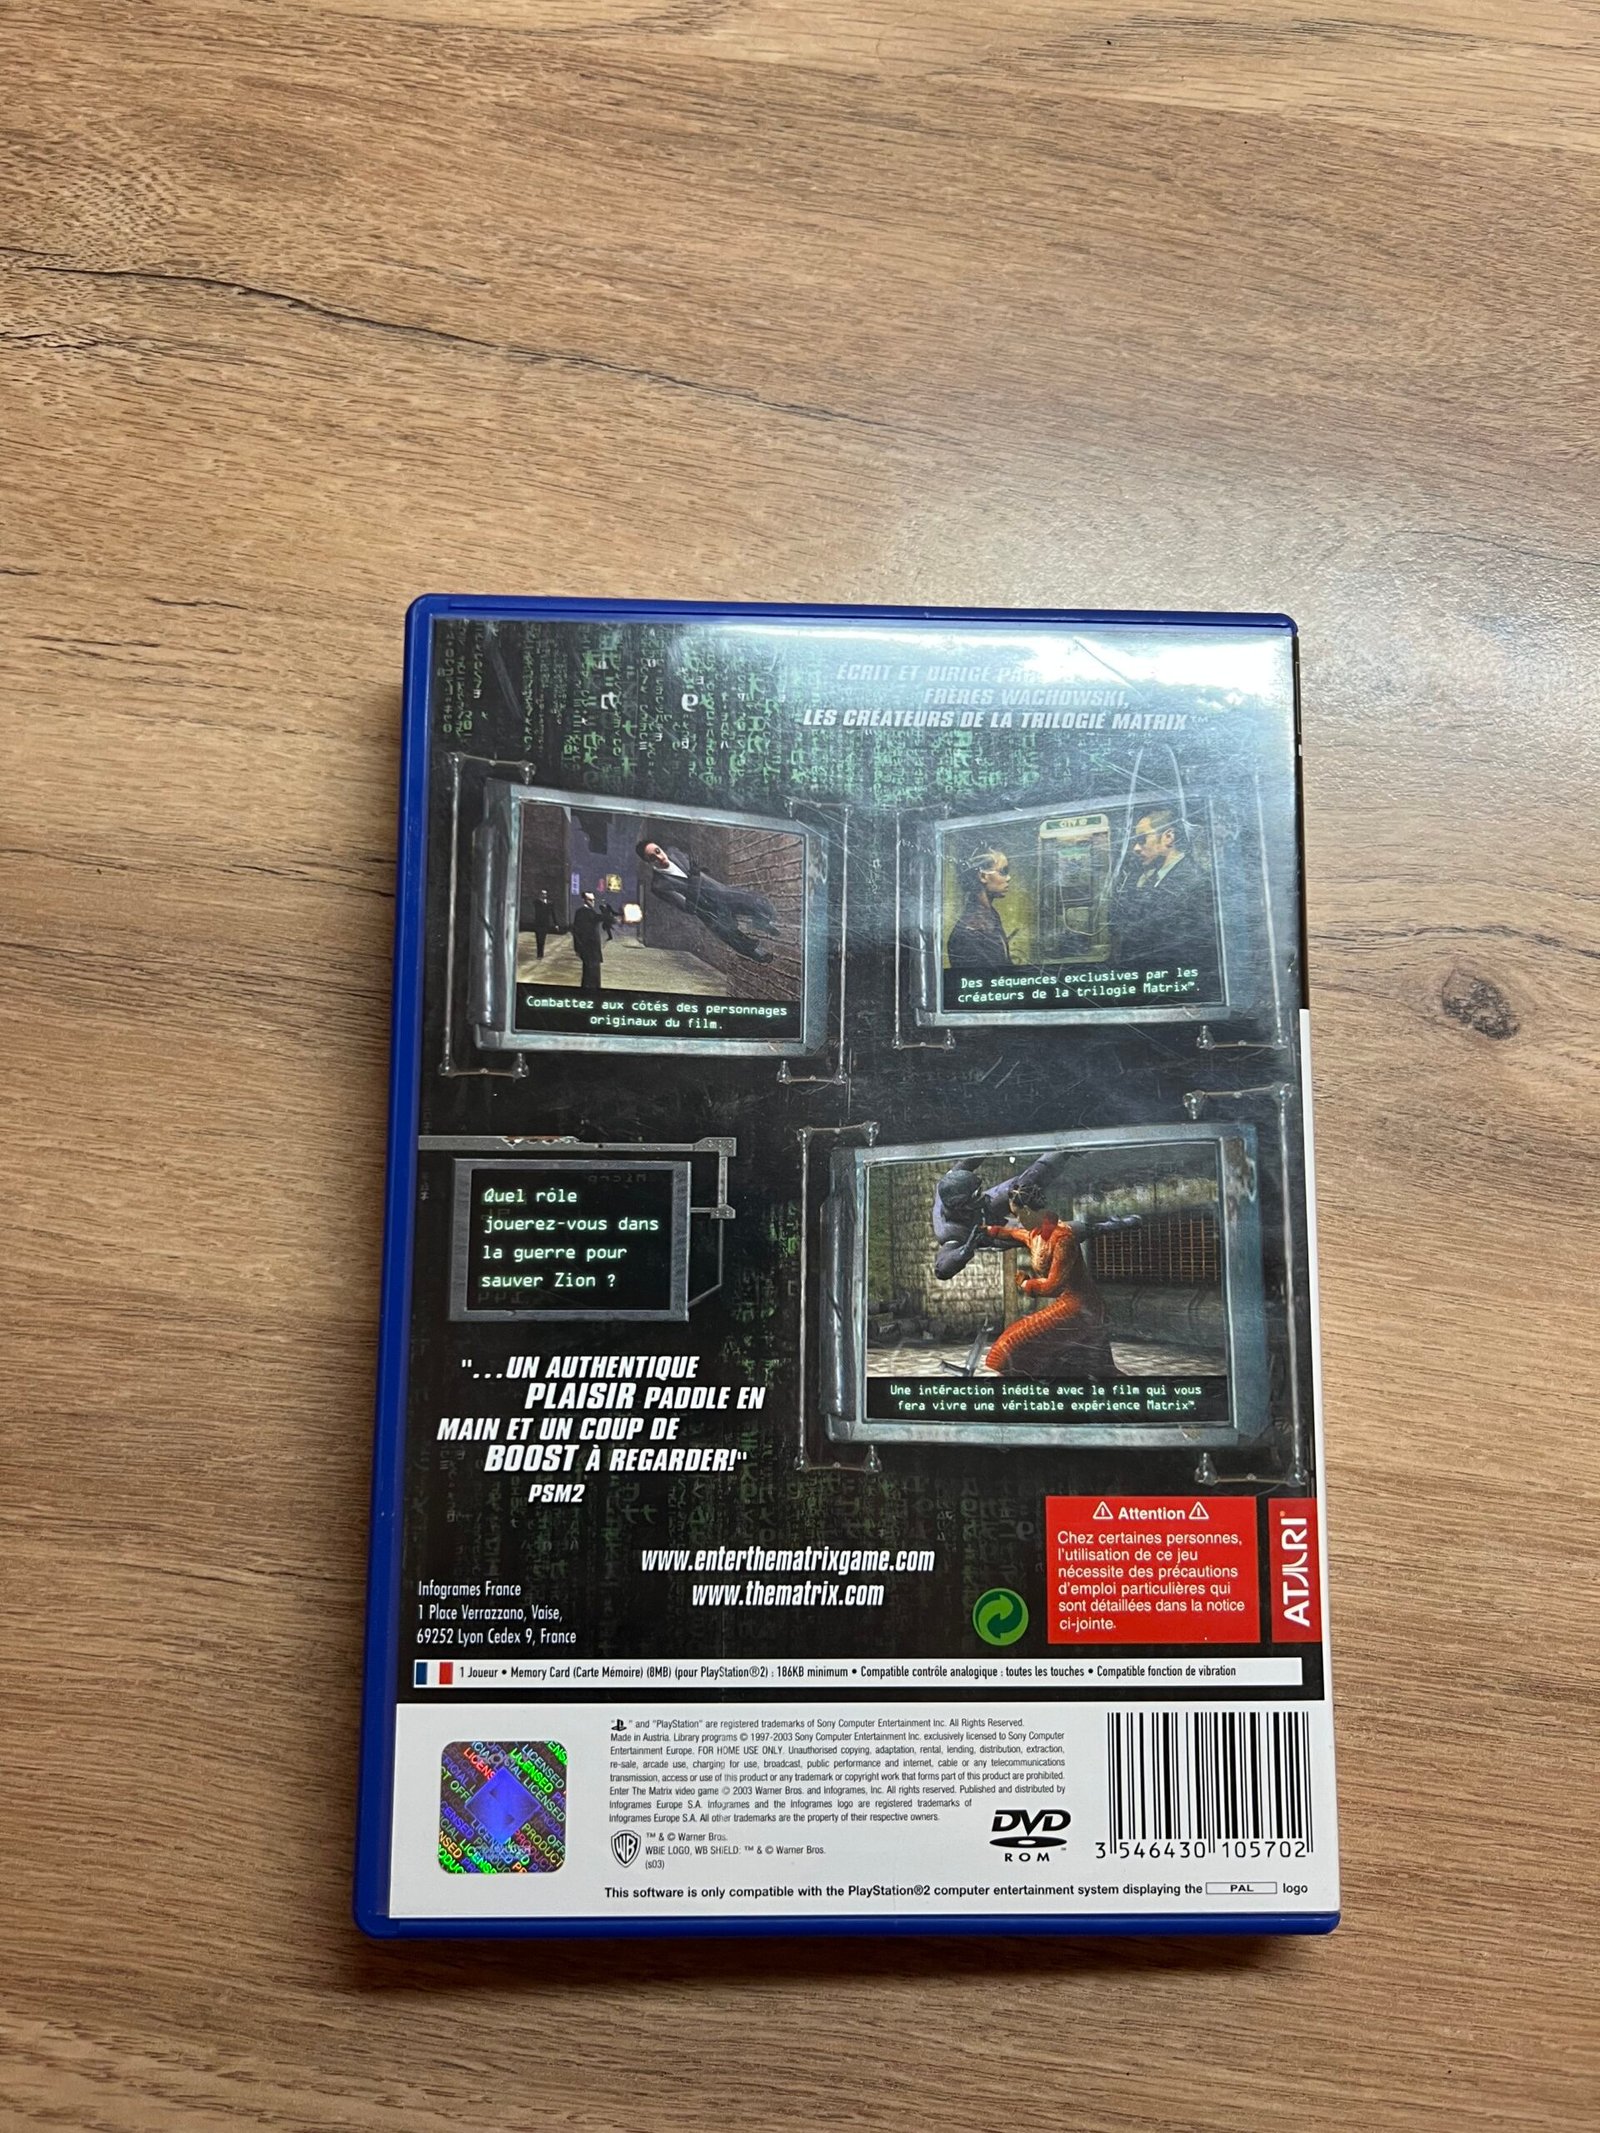 ÉCRIT ET DIRIGÉ PAR
FRÈRES WACHOWSKI,
LES CRÉATEURS DE LA TRILOGIE MATRIX™
Combattez aux côtés des personnages
originaux du film.
CITY
Des séquences exclusives par les
créateurs de la trilogie Matrix™.
Quel rôle
jouerez-vous dans
la guerre pour
sauver Zion ?
Une intéraction inédite avec le film qui vous
fera vivre une véritable expérience Matrix™.
"...UN AUTHENTIQUE
PLAISIR PADDLE EN
MAIN ET UN COUP DE
BOOST À REGARDER!"
PSM2
www.enterthematrixgame.com
www.thematrix.com
Infogrames France
1 Place Verrazzano, Vaise,
69252 Lyon Cedex 9, France
⚠ Attention ⚠
Chez certaines personnes,
l'utilisation de ce jeu
nécessite des précautions
d'emploi particulières qui
sont détaillées dans la notice
ci-jointe.
ATARI®
1 Joueur • Memory Card (Carte Mémoire) (8MB) (pour PlayStation®2) : 186KB minimum • Compatible contrôle analogique : toutes les touches • Compatible fonction de vibration
" " and "PlayStation" are registered trademarks of Sony Computer Entertainment Inc. All Rights Reserved.
Made in Austria. Library programs © 1997-2003 Sony Computer Entertainment Inc. exclusively licensed to Sony Computer
Entertainment Europe. FOR HOME USE ONLY. Unauthorised copying, adaptation, rental, lending, distribution, extraction,
re-sale, arcade use, charging for use, broadcast, public performance and internet, cable or any telecommunications
transmission, access or use of this product or any trademark or copyright work that forms part of this product are prohibited.
Enter The Matrix video game © 2003 Warner Bros. and Infogrames, Inc. All rights reserved. Published and distributed by
Infogrames Europe S.A. Infogrames and the Infogrames logo are registered trademarks of
Infogrames Europe S.A. All other trademarks are the property of their respective owners.
WB
™ & © Warner Bros.
WBIE LOGO, WB SHIELD: ™ & © Warner Bros.
(s03)
DVD
ROM
3 546430 105702
This software is only compatible with the PlayStation®2 computer entertainment system displaying the PAL logo